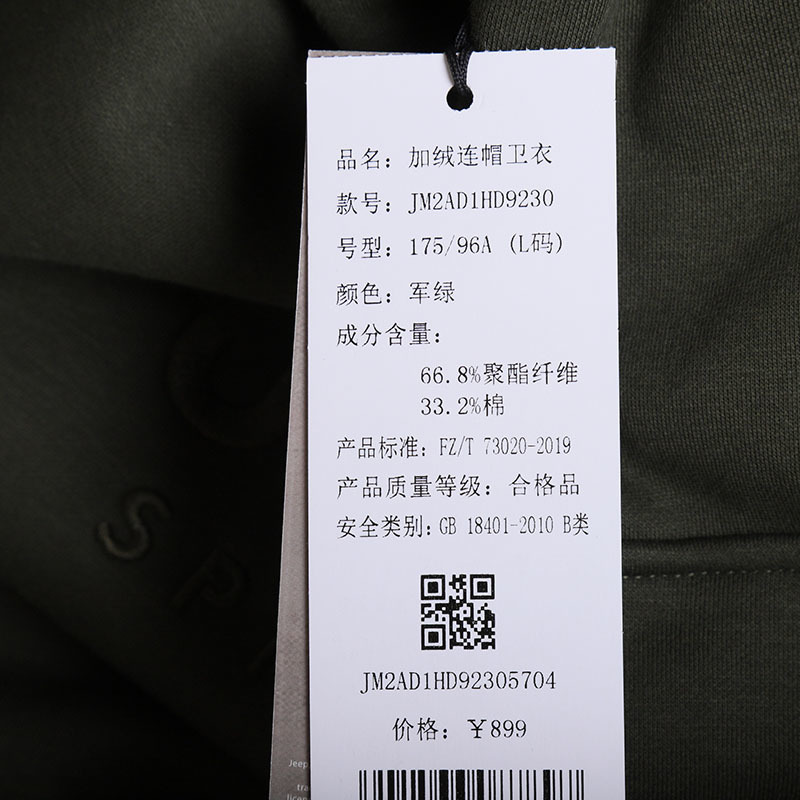 品名：加绒连帽卫衣
款号：JM2AD1HD9230
号型：175/96A (L码)
颜色：军绿
成分含量：
66.8%聚酯纤维
33.2%棉
产品标准：FZ/T 73020-2019
产品质量等级：合格品
安全类别：GB 18401-2010 B类
JM2AD1HD92305704
价格：￥899
Jeep
S P